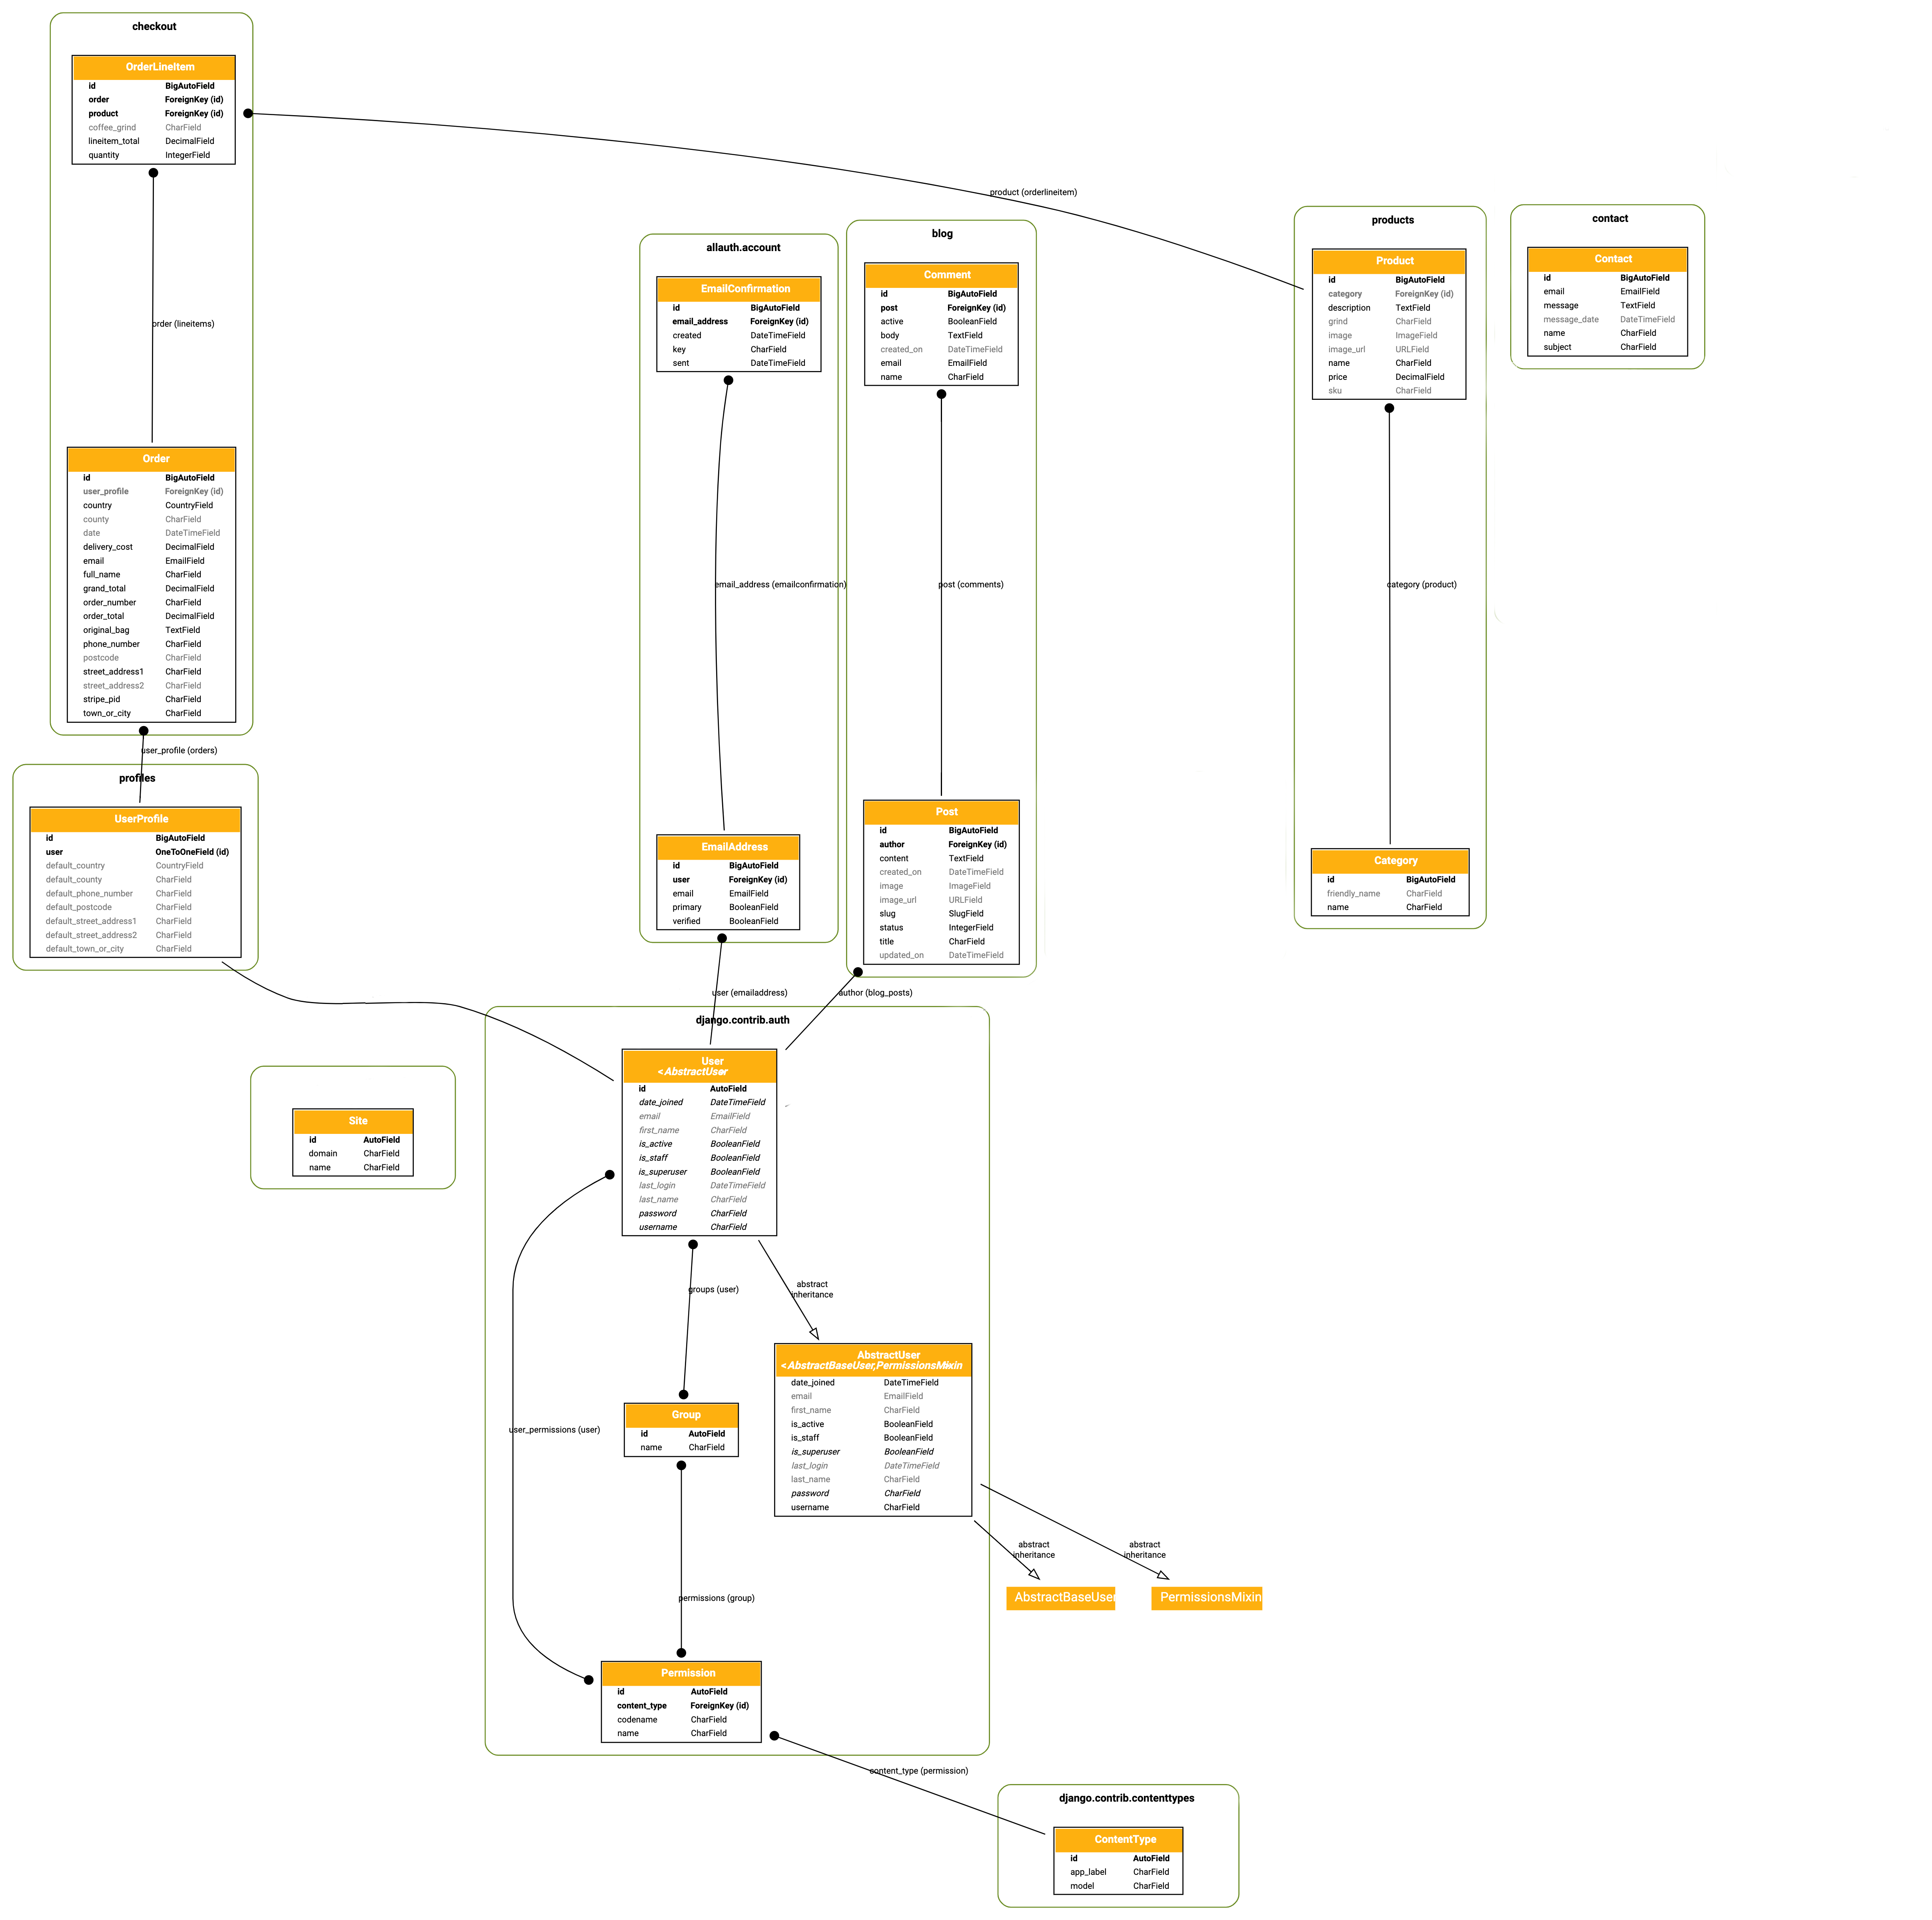 checkout
OrderLineItem
id BigAutoField
order ForeignKey (id)
product ForeignKey (id)
coffee_grind CharField
lineitem_total DecimalField
quantity IntegerField
product (orderlineitem)
order (lineitems)
Order
id BigAutoField
user_profile ForeignKey (id)
country CountryField
county CharField
date DateTimeField
delivery_cost DecimalField
email EmailField
full_name CharField
grand_total DecimalField
order_number CharField
order_total DecimalField
original_bag TextField
phone_number CharField
postcode CharField
street_address1 CharField
street_address2 CharField
stripe_pid CharField
town_or_city CharField
user_profile (orders)
profiles
UserProfile
id BigAutoField
user OneToOneField (id)
default_country CountryField
default_county CharField
default_phone_number CharField
default_postcode CharField
default_street_address1 CharField
default_street_address2 CharField
default_town_or_city CharField
allauth.account
EmailConfirmation
id BigAutoField
email_address ForeignKey (id)
created DateTimeField
key CharField
sent DateTimeField
email_address (emailconfirmation)
EmailAddress
id BigAutoField
user ForeignKey (id)
email EmailField
primary BooleanField
verified BooleanField
user (emailaddress)
blog
Comment
id BigAutoField
post ForeignKey (id)
active BooleanField
body TextField
created_on DateTimeField
email EmailField
name CharField
post (comments)
Post
id BigAutoField
author ForeignKey (id)
content TextField
created_on DateTimeField
image ImageField
image_url URLField
slug SlugField
status IntegerField
title CharField
updated_on DateTimeField
author (blog_posts)
products
Product
id BigAutoField
category ForeignKey (id)
description TextField
grind CharField
image ImageField
image_url URLField
name CharField
price DecimalField
sku CharField
category (product)
Category
id BigAutoField
friendly_name CharField
name CharField
contact
Contact
id BigAutoField
email EmailField
message TextField
message_date DateTimeField
name CharField
subject CharField
Site
id AutoField
domain CharField
name CharField
django.contrib.auth
User
<AbstractUser
id AutoField
date_joined DateTimeField
email EmailField
first_name CharField
is_active BooleanField
is_staff BooleanField
is_superuser BooleanField
last_login DateTimeField
last_name CharField
password CharField
username CharField
groups (user)
abstract
inheritance
user_permissions (user)
Group
id AutoField
name CharField
AbstractUser
<AbstractBaseUser,PermissionsMixin
date_joined DateTimeField
email EmailField
first_name CharField
is_active BooleanField
is_staff BooleanField
is_superuser BooleanField
last_login DateTimeField
last_name CharField
password CharField
username CharField
abstract
inheritance
abstract
inheritance
AbstractBaseUser
PermissionsMixin
permissions (group)
Permission
id AutoField
content_type ForeignKey (id)
codename CharField
name CharField
content_type (permission)
django.contrib.contenttypes
ContentType
id AutoField
app_label CharField
model CharField